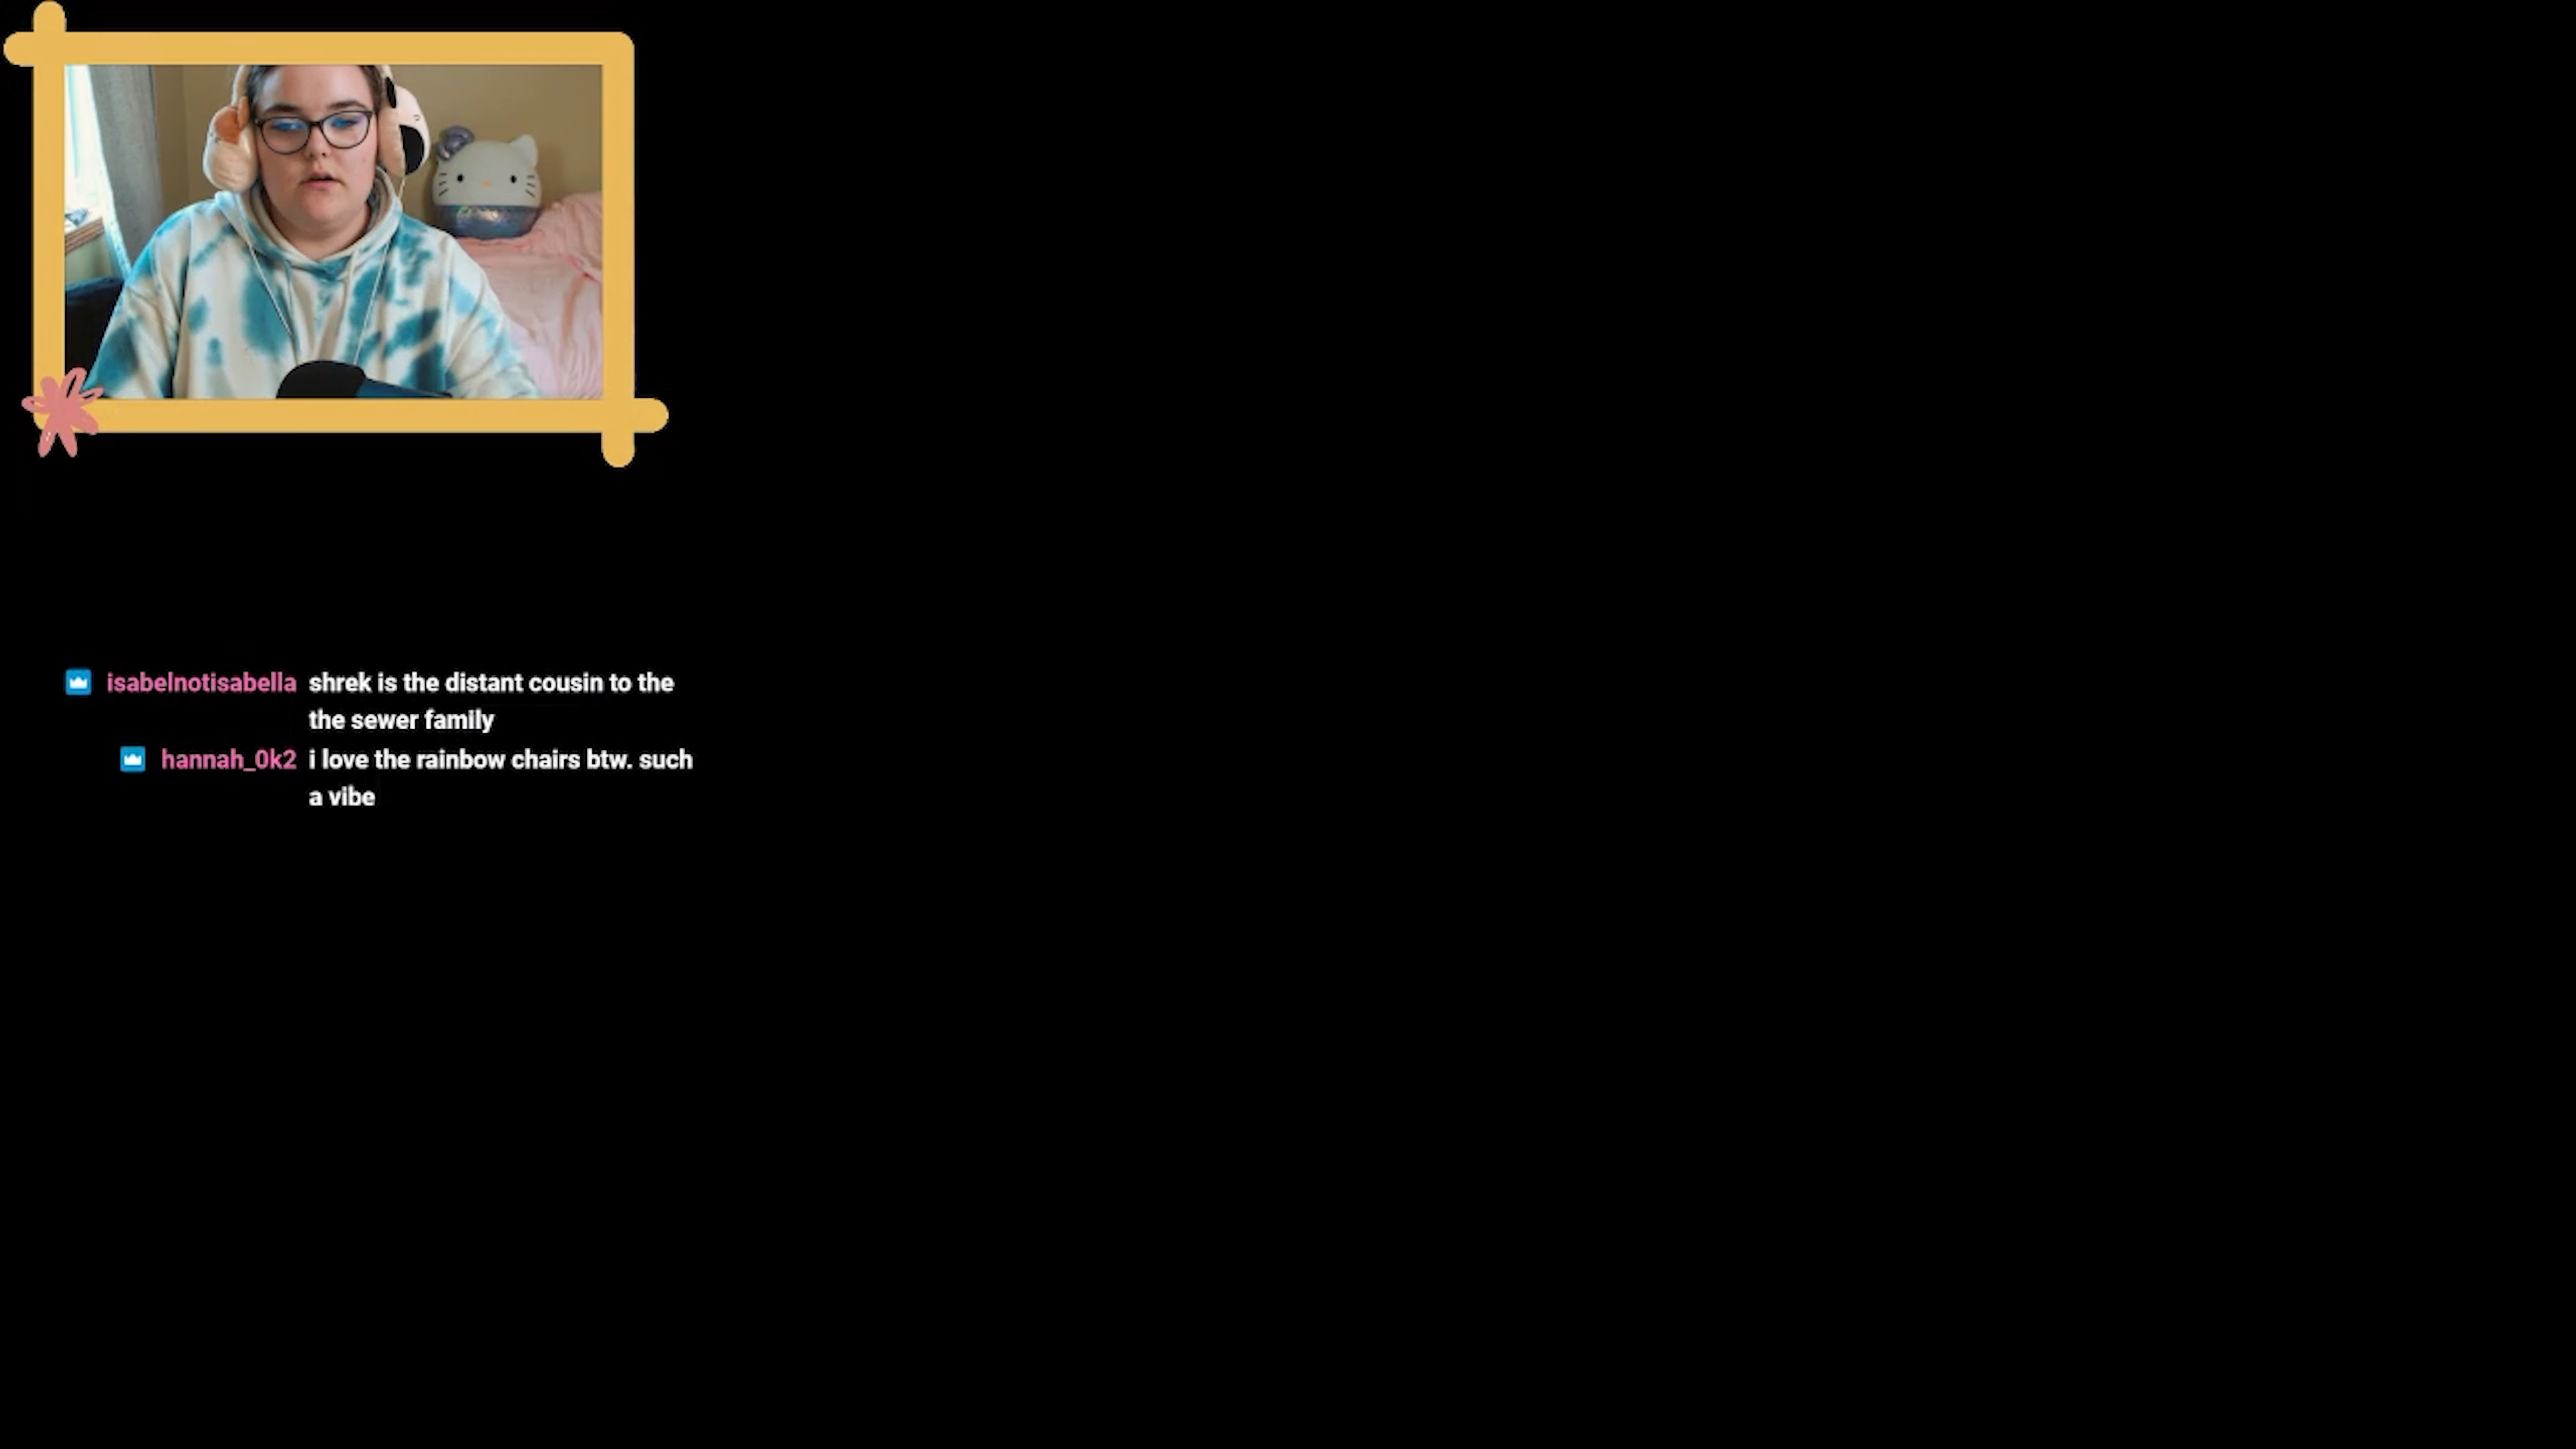 isabelnotisabella shrek is the distant cousin to the
the sewer family
hannah_0k2 i love the rainbow chairs btw. such
a vibe